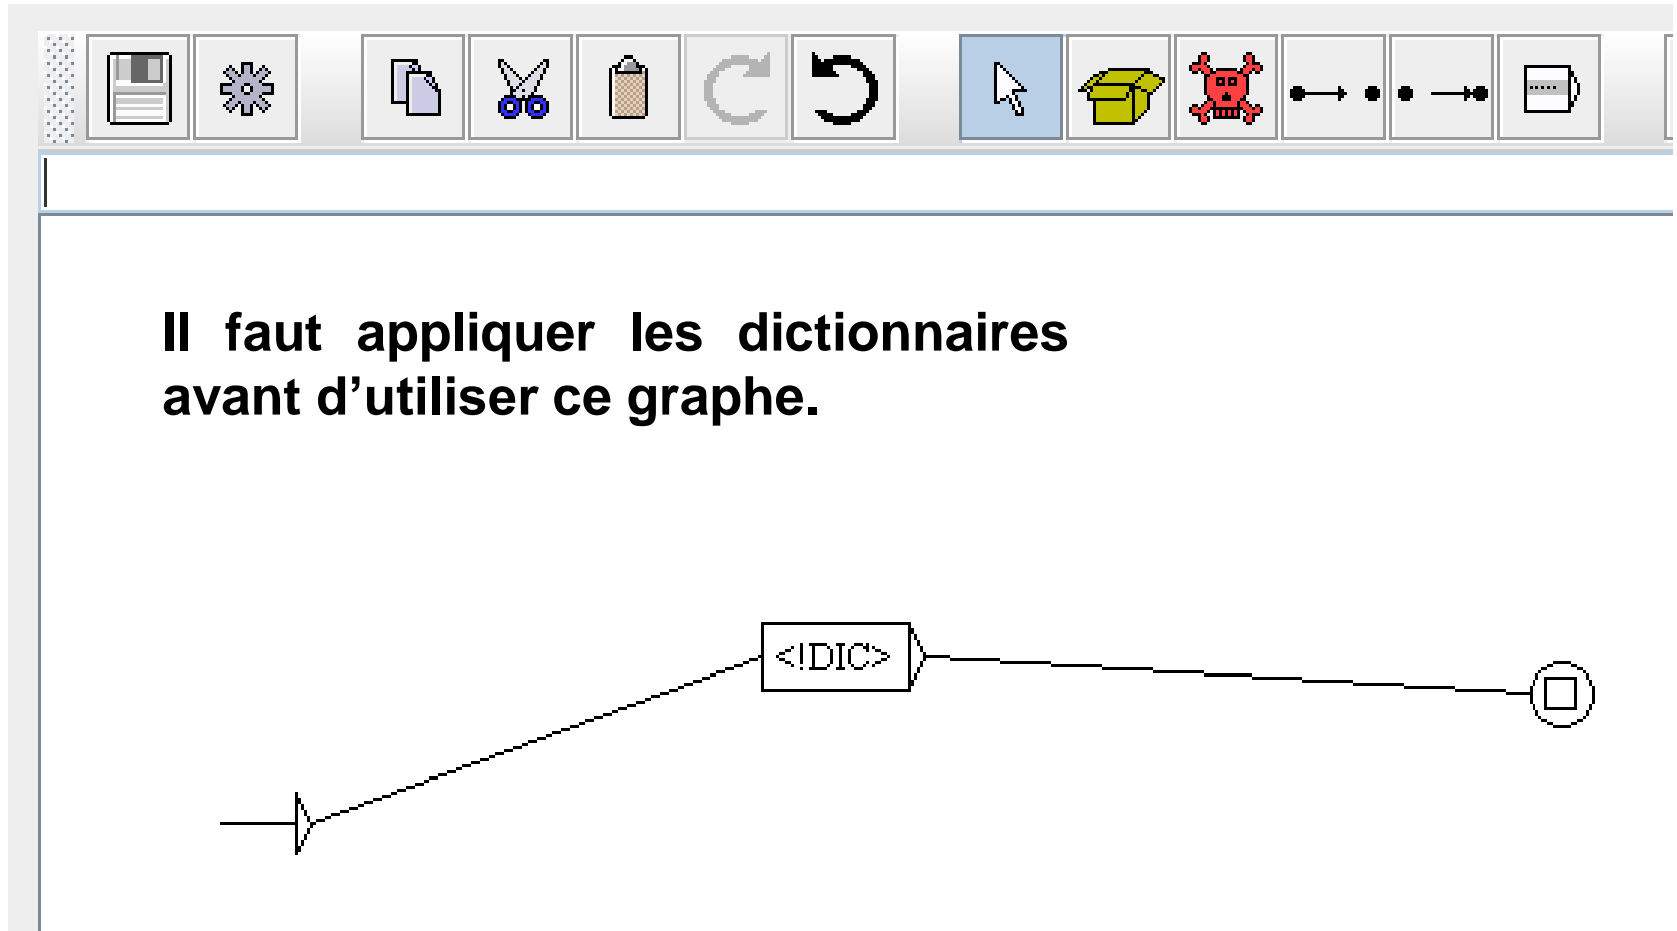 Il faut appliquer les dictionnaires
avant d’utiliser ce graphe.
<!DIC>